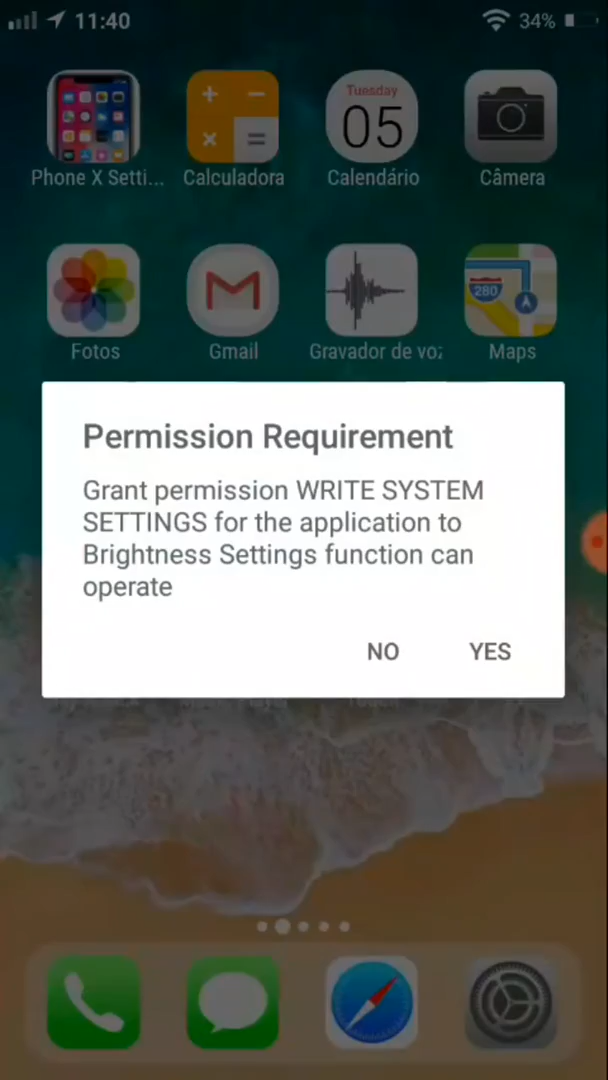 11:40
34%
Tuesday
05
Phone X Setti...
Calculadora
Calendário
Câmera
280
Fotos
Gmail
Gravador de voz
Maps
Permission Requirement
Grant permission WRITE SYSTEM
SETTINGS for the application to
Brightness Settings function can
operate
NO
YES